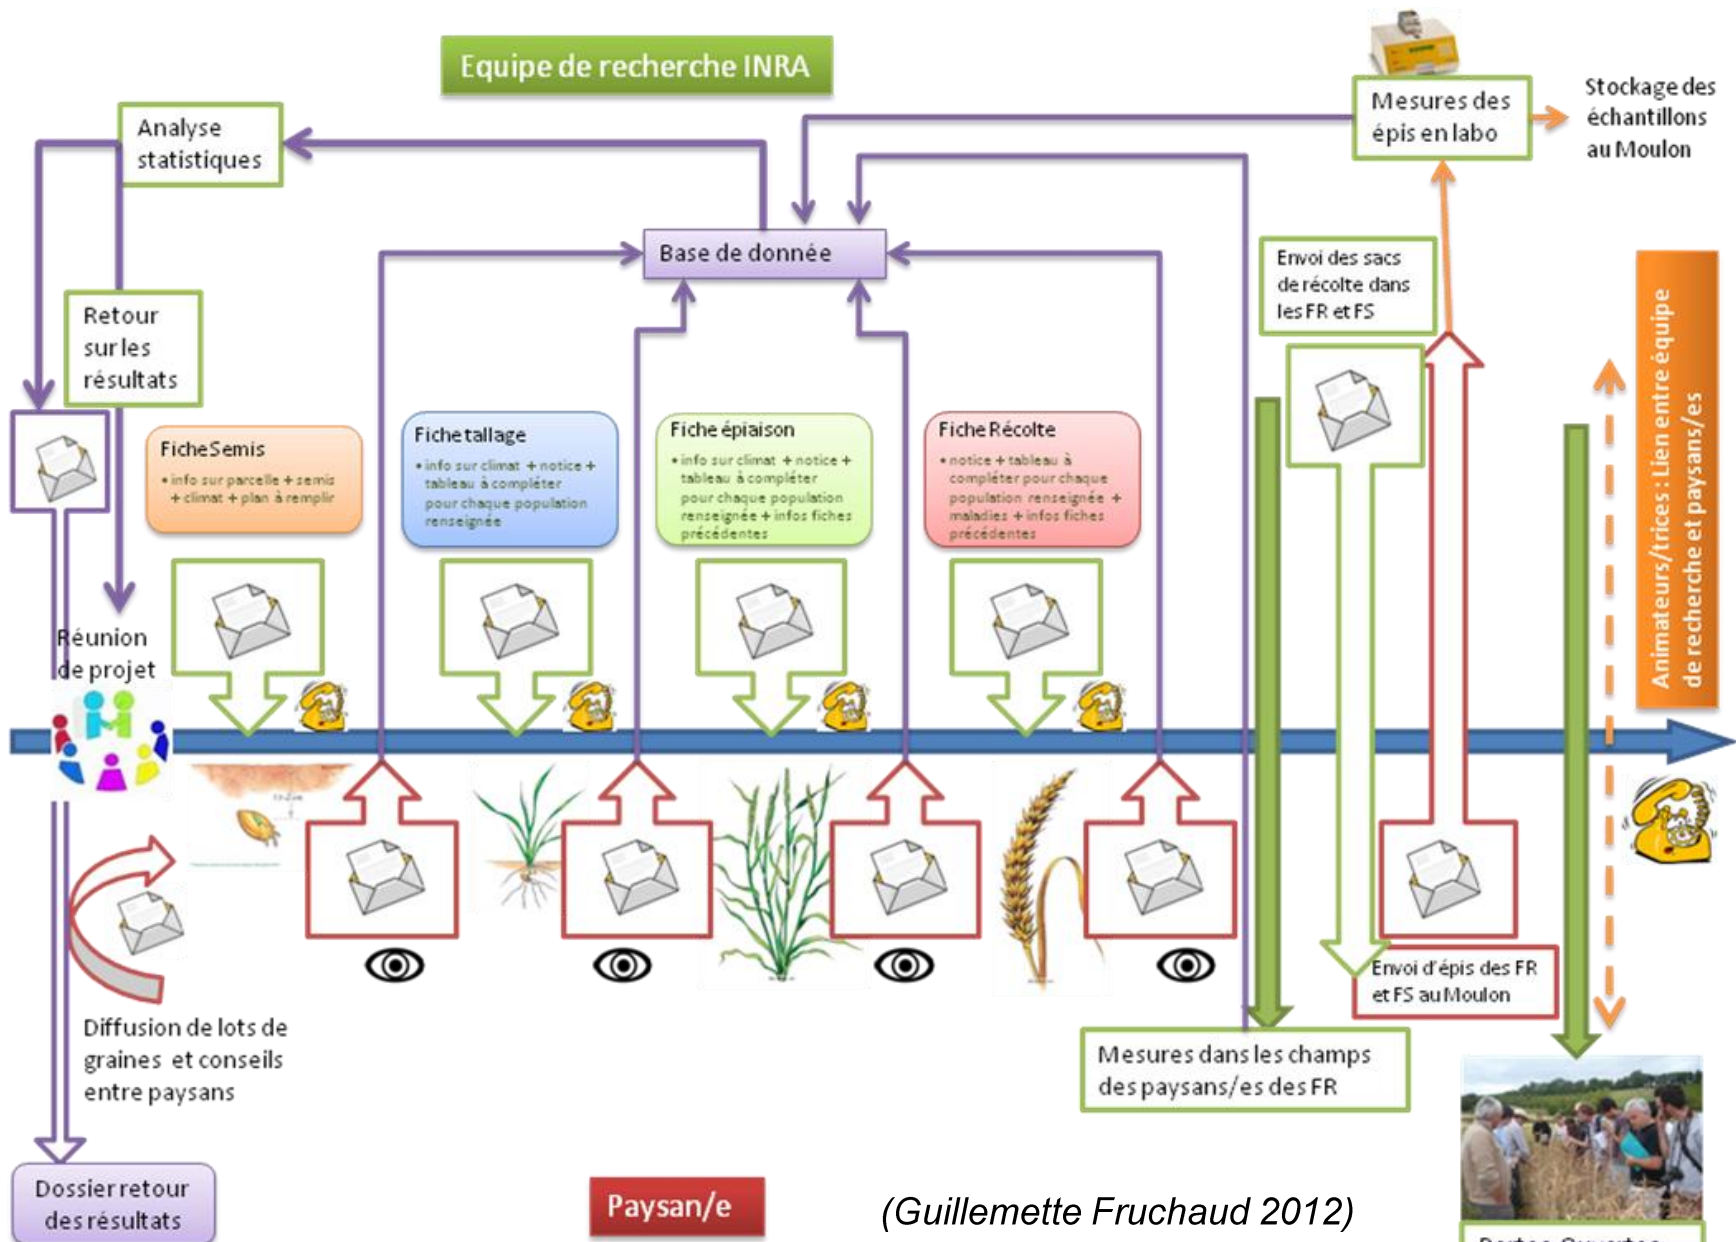 Equipe de recherche INRA
Analyse
statistiques
Mesures des
épis en labo
Stockage des
échantillons
au Moulon
Base de donnée
Envoi des sacs
de récolte dans
les FR et FS
Retour
sur les
résultats
Animateurs/trices : Lien entre équipe
de recherche et paysans/es
Fiche Semis
• info sur parcelle + semis
+ climat + plan à remplir
Fiche tallage
• info sur climat + notice +
tableau à compléter
pour chaque population
renseignée
Fiche épiaison
• info sur climat + notice +
tableau à compléter
pour chaque population
renseignée + infos fiches
précédentes
Fiche Récolte
• notice + tableau à
compléter pour chaque
population renseignée +
maladies + infos fiches
précédentes
Réunion
de projet
Envoi d'épis des FR
et FS au Moulon
Diffusion de lots de
graines et conseils
entre paysans
Mesures dans les champs
des paysans/es des FR
Dossier retour
des résultats
Paysan/e
(Guillemette Fruchaud 2012)
Portes Ouvertes